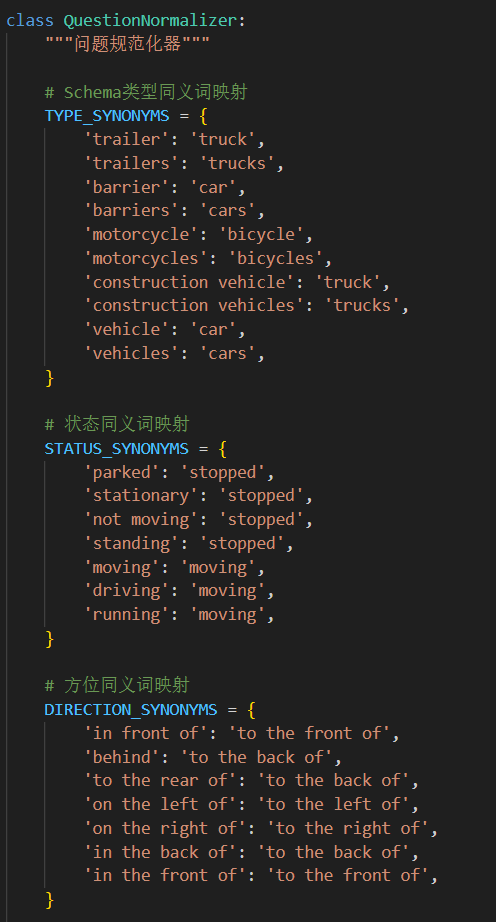 class QuestionNormalizer:
    """问题规范化器"""

    # Schema类型同义词映射
    TYPE_SYNONYMS = {
        'trailer': 'truck',
        'trailers': 'trucks',
        'barrier': 'car',
        'barriers': 'cars',
        'motorcycle': 'bicycle',
        'motorcycles': 'bicycles',
        'construction vehicle': 'truck',
        'construction vehicles': 'trucks',
        'vehicle': 'car',
        'vehicles': 'cars',
    }

    # 状态同义词映射
    STATUS_SYNONYMS = {
        'parked': 'stopped',
        'stationary': 'stopped',
        'not moving': 'stopped',
        'standing': 'stopped',
        'moving': 'moving',
        'driving': 'moving',
        'running': 'moving',
    }

    # 方位同义词映射
    DIRECTION_SYNONYMS = {
        'in front of': 'to the front of',
        'behind': 'to the back of',
        'to the rear of': 'to the back of',
        'on the left of': 'to the left of',
        'on the right of': 'to the right of',
        'in the back of': 'to the back of',
        'in the front of': 'to the front of',
    }